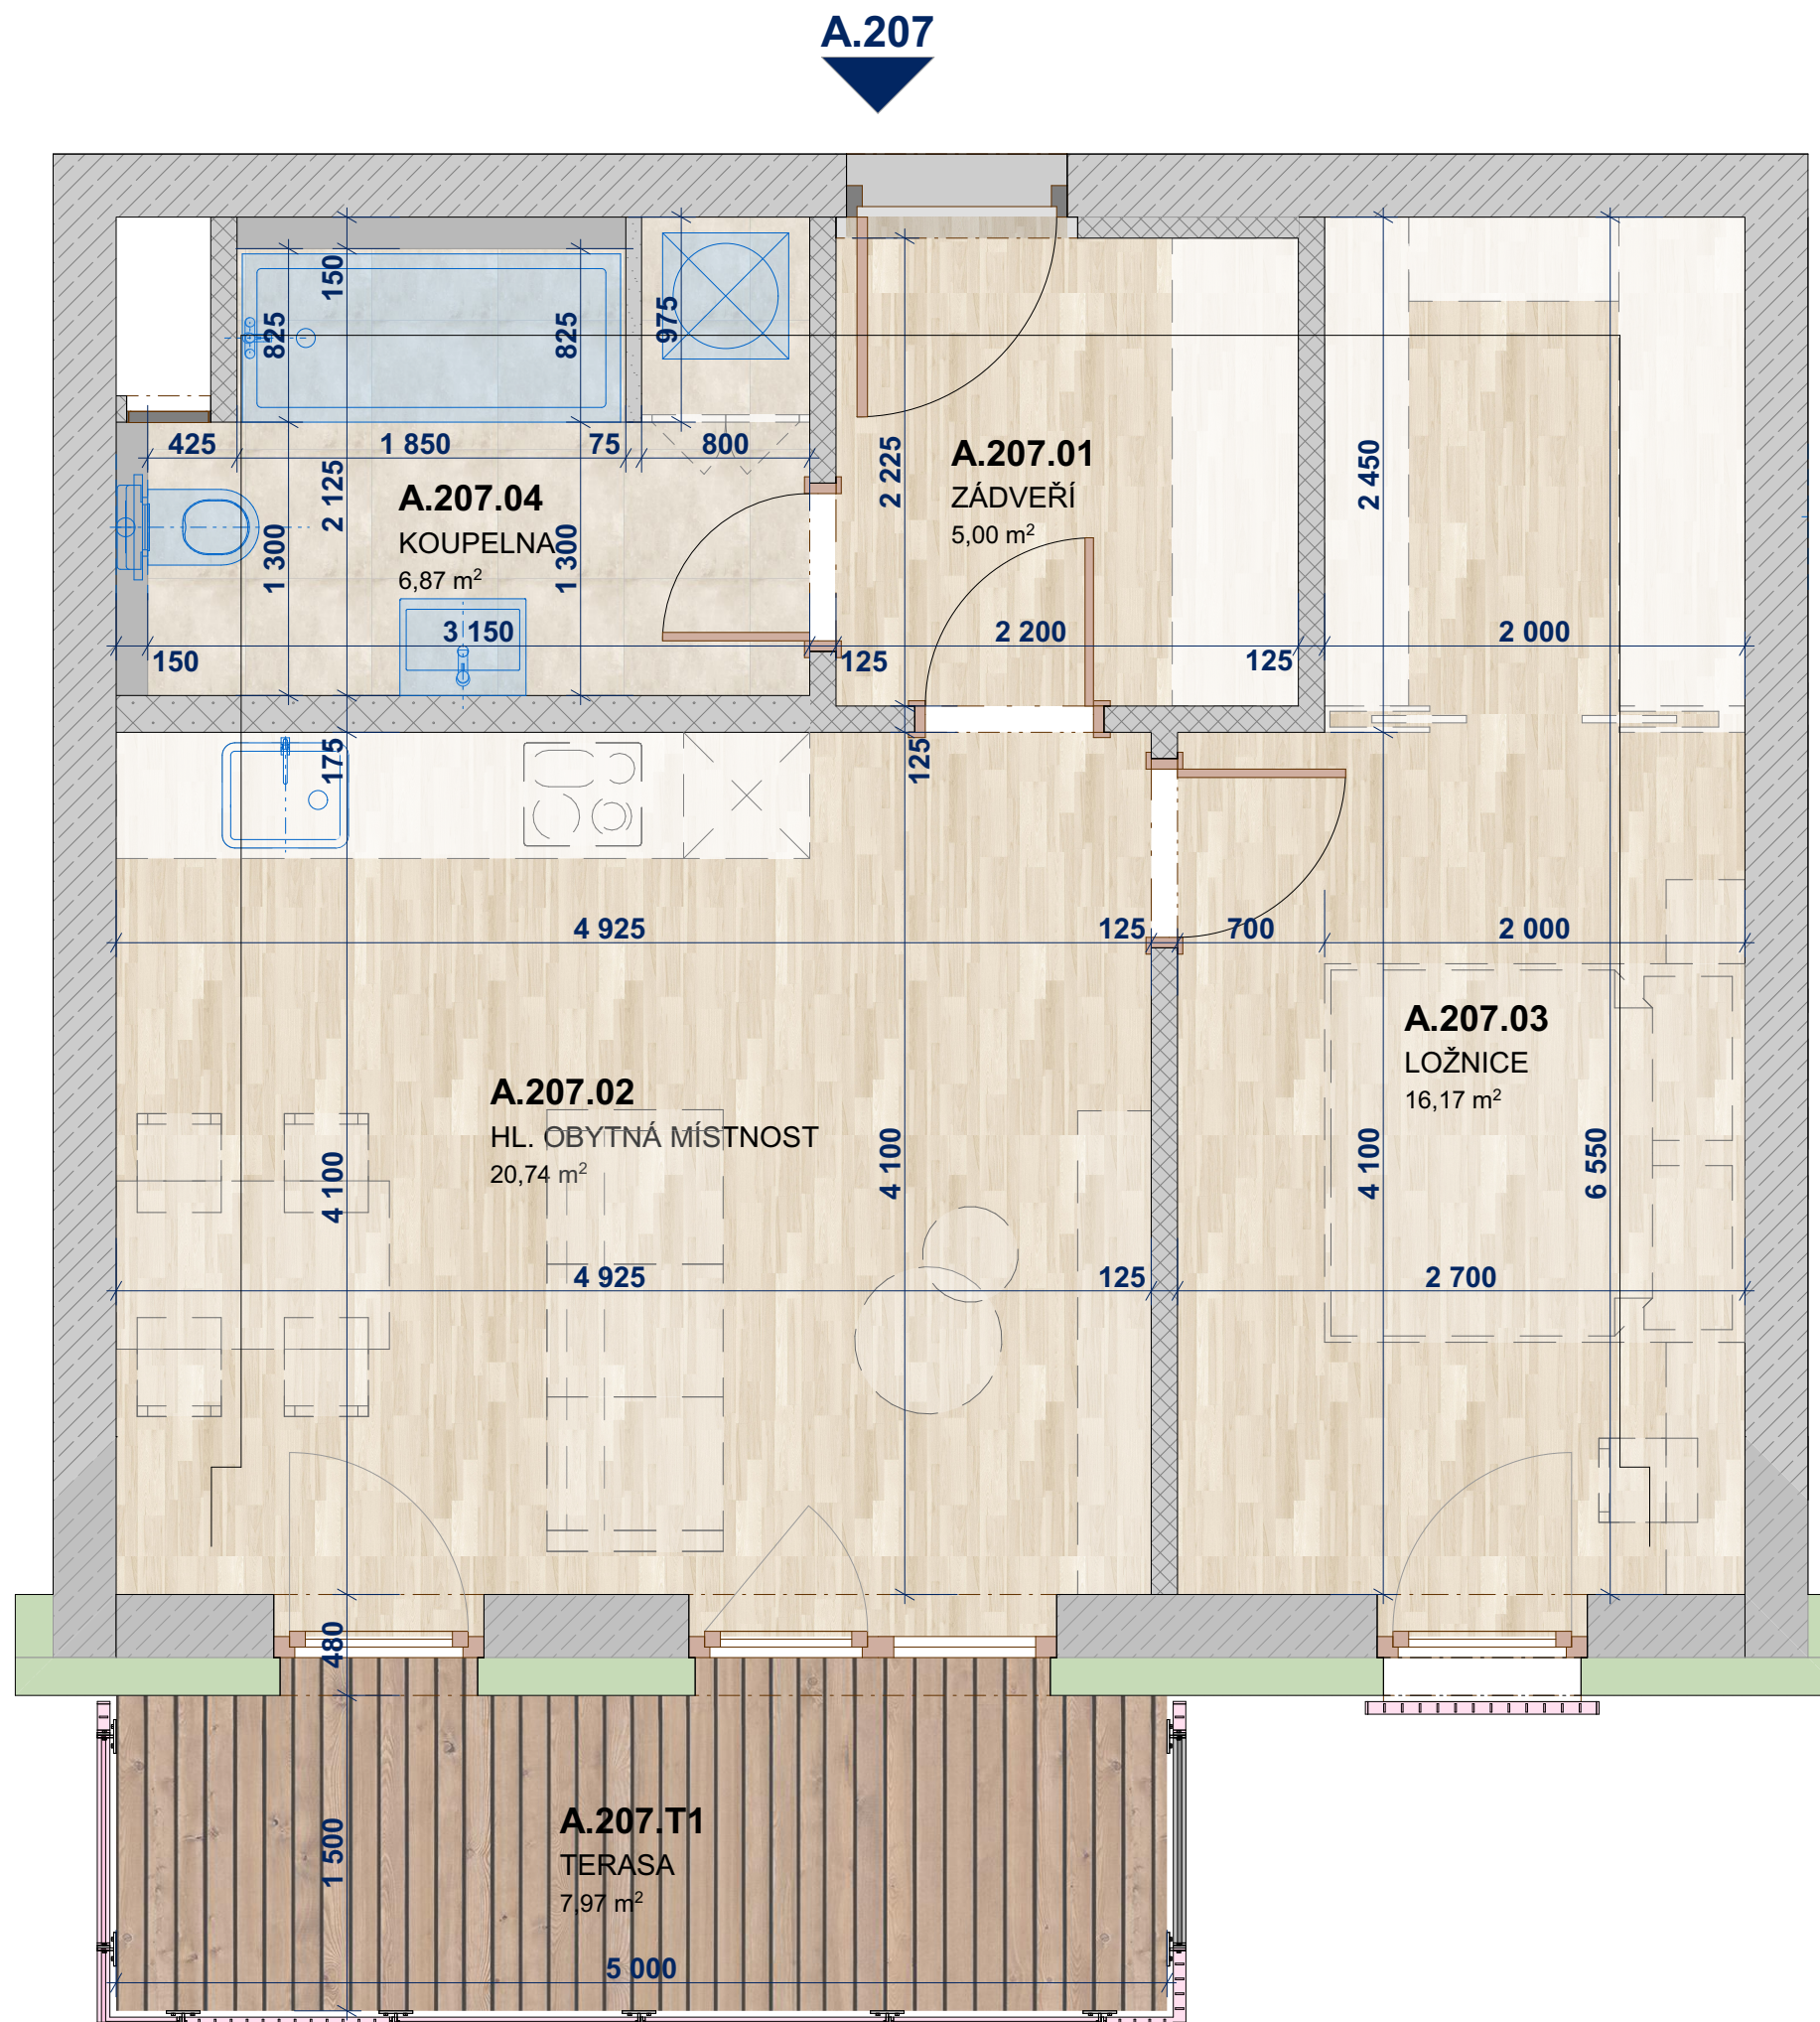 A.207
150
825
825
975
425
1 850
75
800
2 125
1 300
1 300
A.207.04
KOUPELNA
6,87 m²
2 225
A.207.01
ZÁDVEŘÍ
5,00 m²
2 450
3 150
150
125
2 200
125
2 000
175
125
4 925
125
700
2 000
A.207.03
LOŽNICE
16,17 m²
A.207.02
HL. OBYTNÁ MÍSTNOST
20,74 m²
4 100
4 100
4 100
6 550
4 925
125
2 700
480
1 500
A.207.T1
TERASA
7,97 m²
5 000